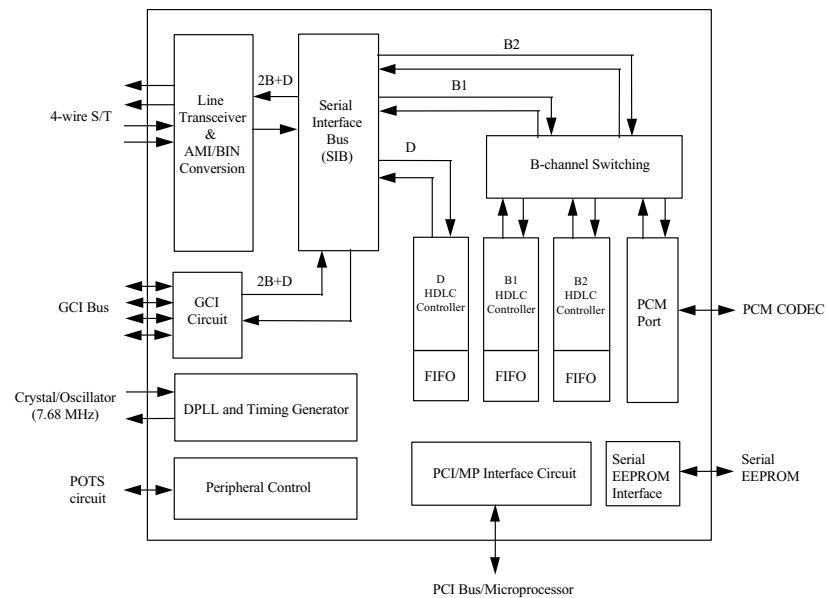 B2
2B+D
B1
4-wire S/T
Line
Transceiver
&
AMI/BIN
Conversion
Serial
Interface
Bus
(SIB)
D
B-channel Switching
GCI Bus
GCI
Circuit
2B+D
D
HDLC
Controller
FIFO
B1
HDLC
Controller
FIFO
B2
HDLC
Controller
FIFO
PCM
Port
PCM CODEC
Crystal/Oscillator
(7.68 MHz)
DPLL and Timing Generator
POTS
circuit
Peripheral Control
PCI/MP Interface Circuit
Serial
EEPROM
Interface
Serial
EEPROM
PCI Bus/Microprocessor